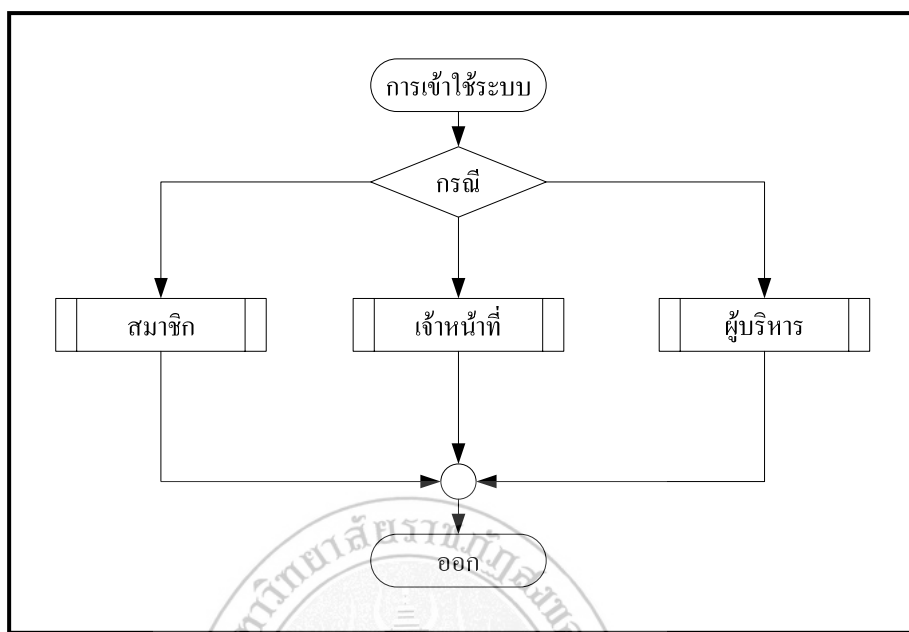 การเข้าใช้ระบบ
กรณี
สมาชิก
เจ้าหน้าที่
ผู้บริหาร
ออก